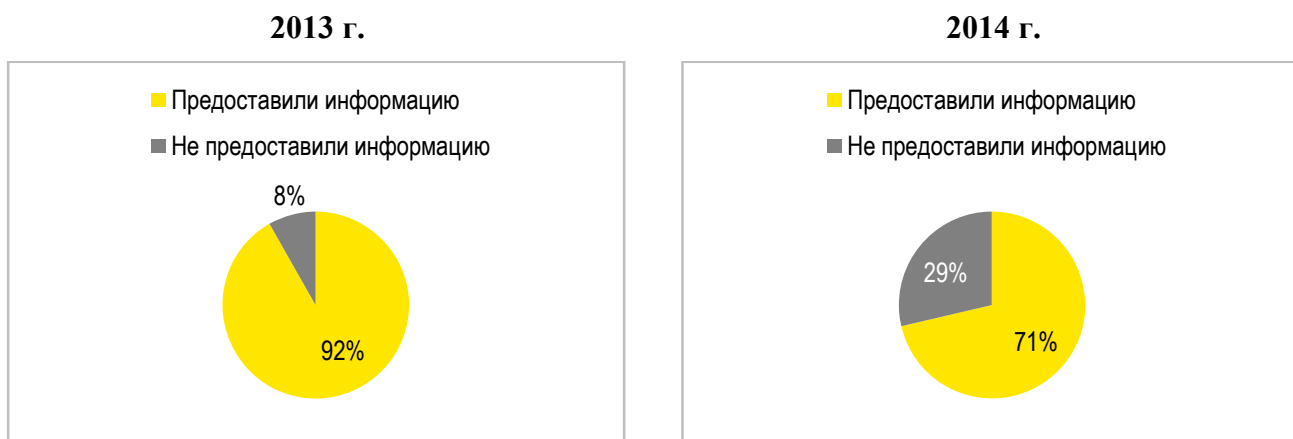 2013 г.
Предоставили информацию
Не предоставили информацию
8%
92%
2014 г.
Предоставили информацию
Не предоставили информацию
29%
71%